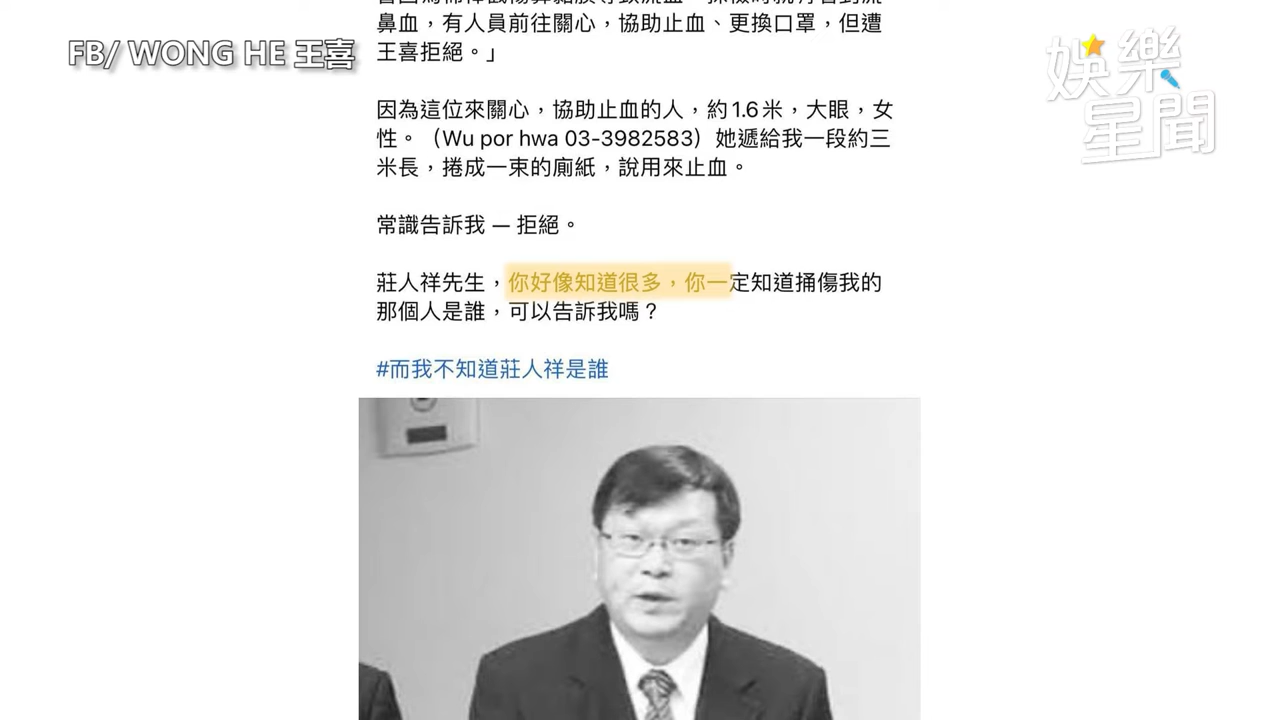 鼻血，有人員前往關心，協助止血、更換口罩，但遭
王喜拒絕。」
FB/ WONG HE 王喜
娛樂
星聞
因為這位來關心，協助止血的人，約 1.6 米，大眼，女
性。（Wu por hwa 03-3982583）她遞給我一段約三
米長，捲成一束的廁紙，說用來止血。
常識告訴我 — 拒絕。
莊人祥先生，你好像知道很多，你一定知道捅傷我的
那個人是誰，可以告訴我嗎？
#而我不知道莊人祥是誰